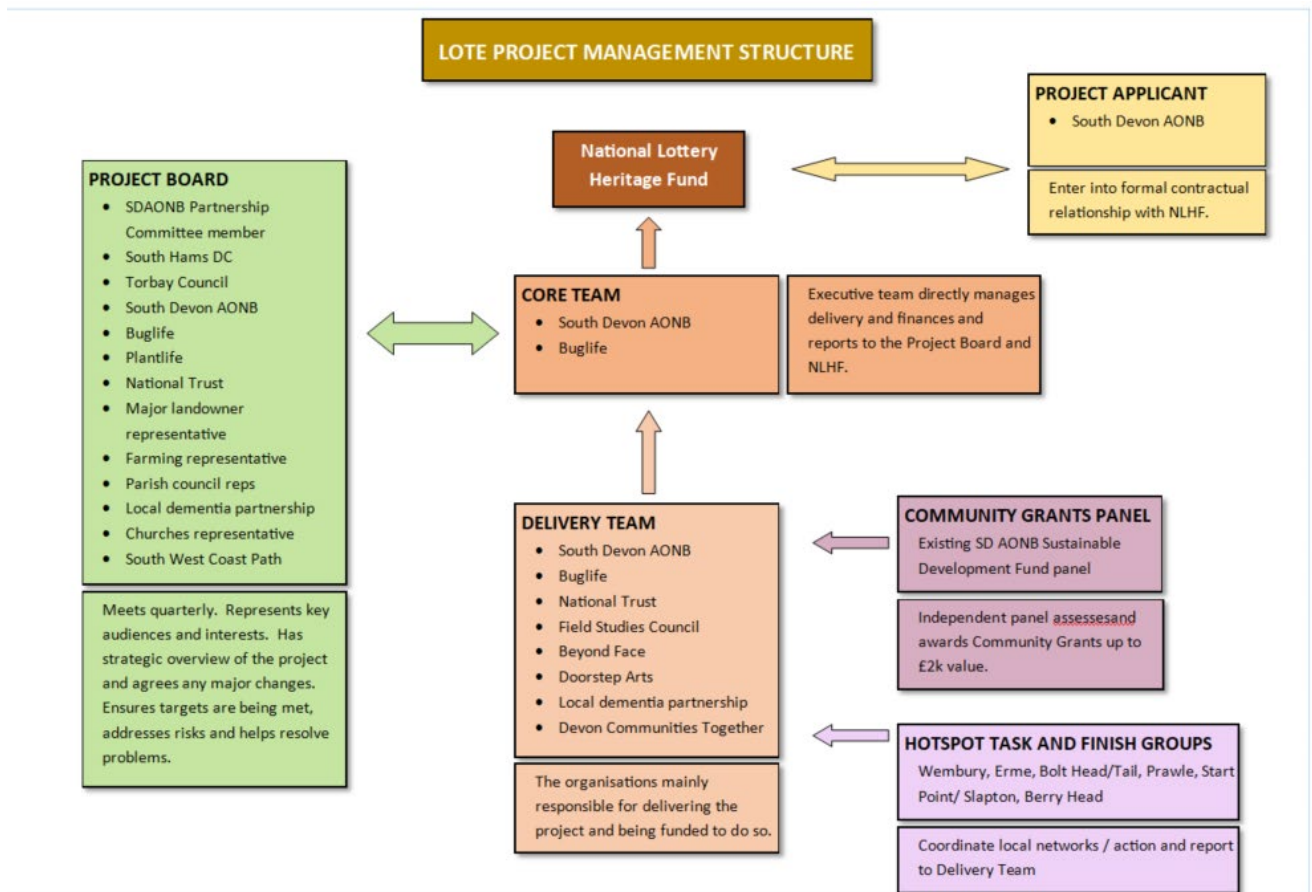 LOTE PROJECT MANAGEMENT STRUCTURE
PROJECT APPLICANT
• South Devon AONB
Enter into formal contractual
relationship with NLHF.
National Lottery
Heritage Fund
PROJECT BOARD
• SDAONB Partnership
Committee member
• South Hams DC
• Torbay Council
• South Devon AONB
• Buglife
• Plantlife
• National Trust
• Major landowner
representative
• Farming representative
• Parish council reps
• Local dementia partnership
• Churches representative
• South West Coast Path
Meets quarterly. Represents key
audiences and interests. Has
strategic overview of the project
and agrees any major changes.
Ensures targets are being met,
addresses risks and helps resolve
problems.
CORE TEAM
• South Devon AONB
• Buglife
Executive team directly manages
delivery and finances and
reports to the Project Board and
NLHF.
DELIVERY TEAM
• South Devon AONB
• Buglife
• National Trust
• Field Studies Council
• Beyond Face
• Doorstep Arts
• Local dementia partnership
• Devon Communities Together
The organisations mainly
responsible for delivering the
project and being funded to do so.
COMMUNITY GRANTS PANEL
Existing SD AONB Sustainable
Development Fund panel
Independent panel assessesand
awards Community Grants up to
£2k value.
HOTSPOT TASK AND FINISH GROUPS
Wembury, Erme, Bolt Head/Tail, Prawle, Start
Point/ Slapton, Berry Head
Coordinate local networks / action and report
to Delivery Team